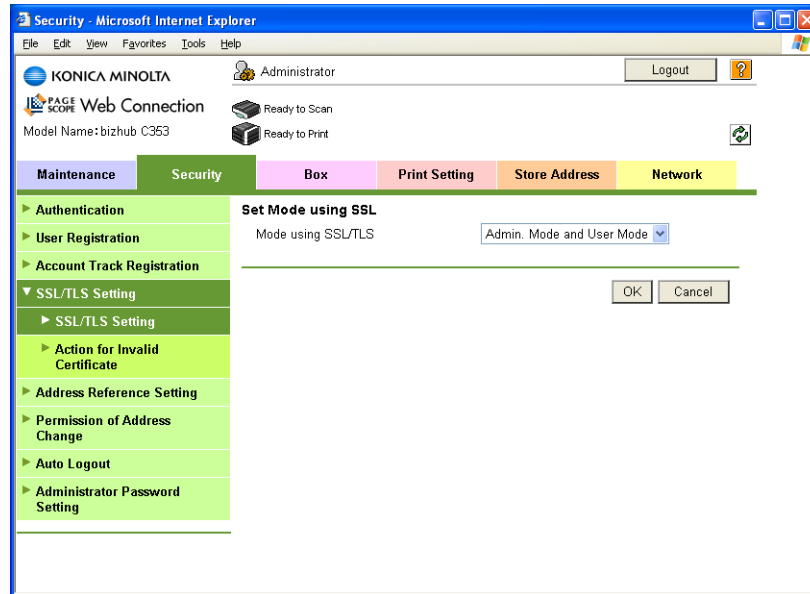 Security - Microsoft Internet Explorer
File Edit View Favorites Tools Help
KONICA MINOLTA
Administrator
Logout
?
PAGE SCOPE Web Connection
Ready to Scan
Model Name:bizhub C353
Ready to Print
Maintenance Security Box Print Setting Store Address Network
Authentication
User Registration
Account Track Registration
SSL/TLS Setting
SSL/TLS Setting
Action for Invalid
Certificate
Address Reference Setting
Permission of Address
Change
Auto Logout
Administrator Password
Setting
Set Mode using SSL
Mode using SSL/TLS Admin. Mode and User Mode
OK Cancel